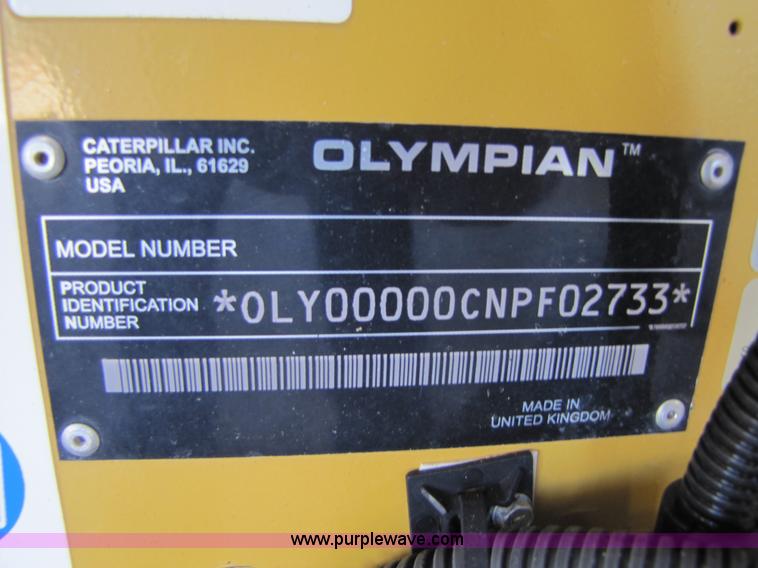 CATERPILLAR INC.
PEORIA, IL., 61629
USA
OLYMPIAN™
MODEL NUMBER
PRODUCT
IDENTIFICATION
NUMBER
*OLY00000CNPF02733*
MADE IN
UNITED KINGDOM
www.purplewave.com